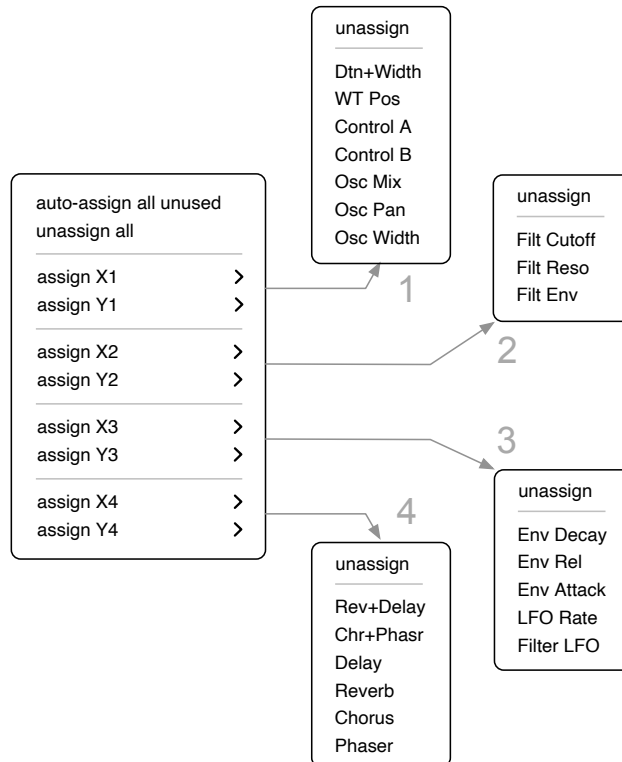 unassign
Dtn+Width
WT Pos
Control A
Control B
Osc Mix
Osc Pan
Osc Width
1
auto-assign all unused
unassign all
assign X1
assign Y1
assign X2
assign Y2
assign X3
assign Y3
assign X4
assign Y4
unassign
Filt Cutoff
Filt Reso
Filt Env
2
3
unassign
Env Decay
Env Rel
Env Attack
LFO Rate
Filter LFO
4
unassign
Rev+Delay
Chr+Phasr
Delay
Reverb
Chorus
Phaser